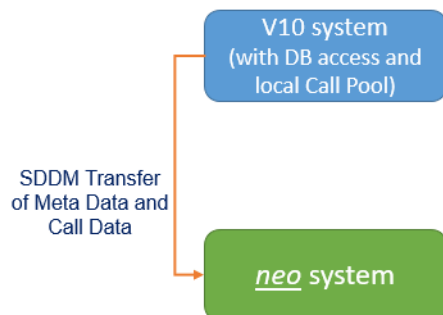 V10 system
(with DB access and
local Call Pool)
SDDM Transfer
of Meta Data and
Call Data
neo system